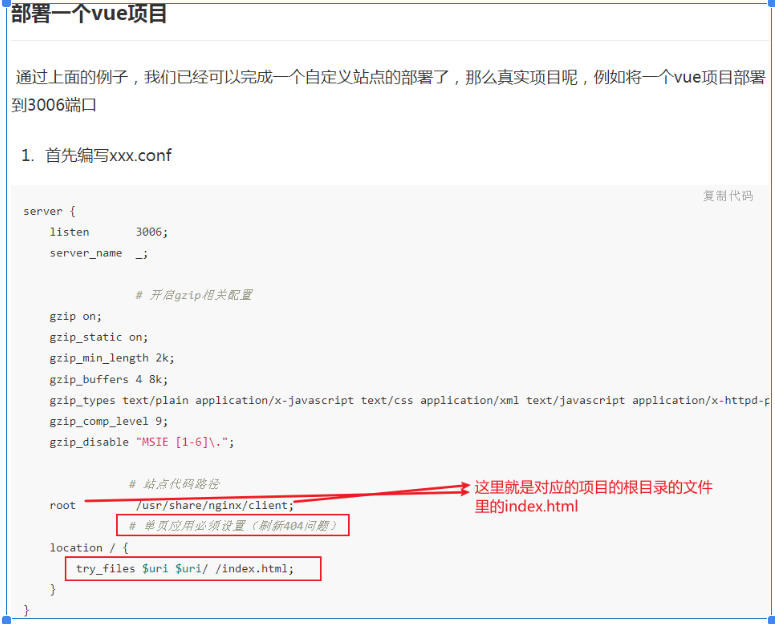 部署一个vue项目
通过上面的例子，我们已经可以完成一个自定义站点的部署了，那么真实项目呢，例如将一个vue项目部署
到3006端口
1. 首先编写xxx.conf
复制代码
server {
listen 3006;
server_name _;
# 开启gzip相关配置
gzip on;
gzip_static on;
gzip_min_length 2k;
gzip_buffers 4 8k;
gzip_types text/plain application/x-javascript text/css application/xml text/javascript application/x-httpd-p
gzip_comp_level 9;
gzip_disable "MSIE [1-6]\.";
# 站点代码路径
root /usr/share/nginx/client;
这里就是对应的项目的根目录的文件
里的index.html
# 单页应用必须设置（刷新404问题）
location / {
try_files $uri $uri/ /index.html;
}
}